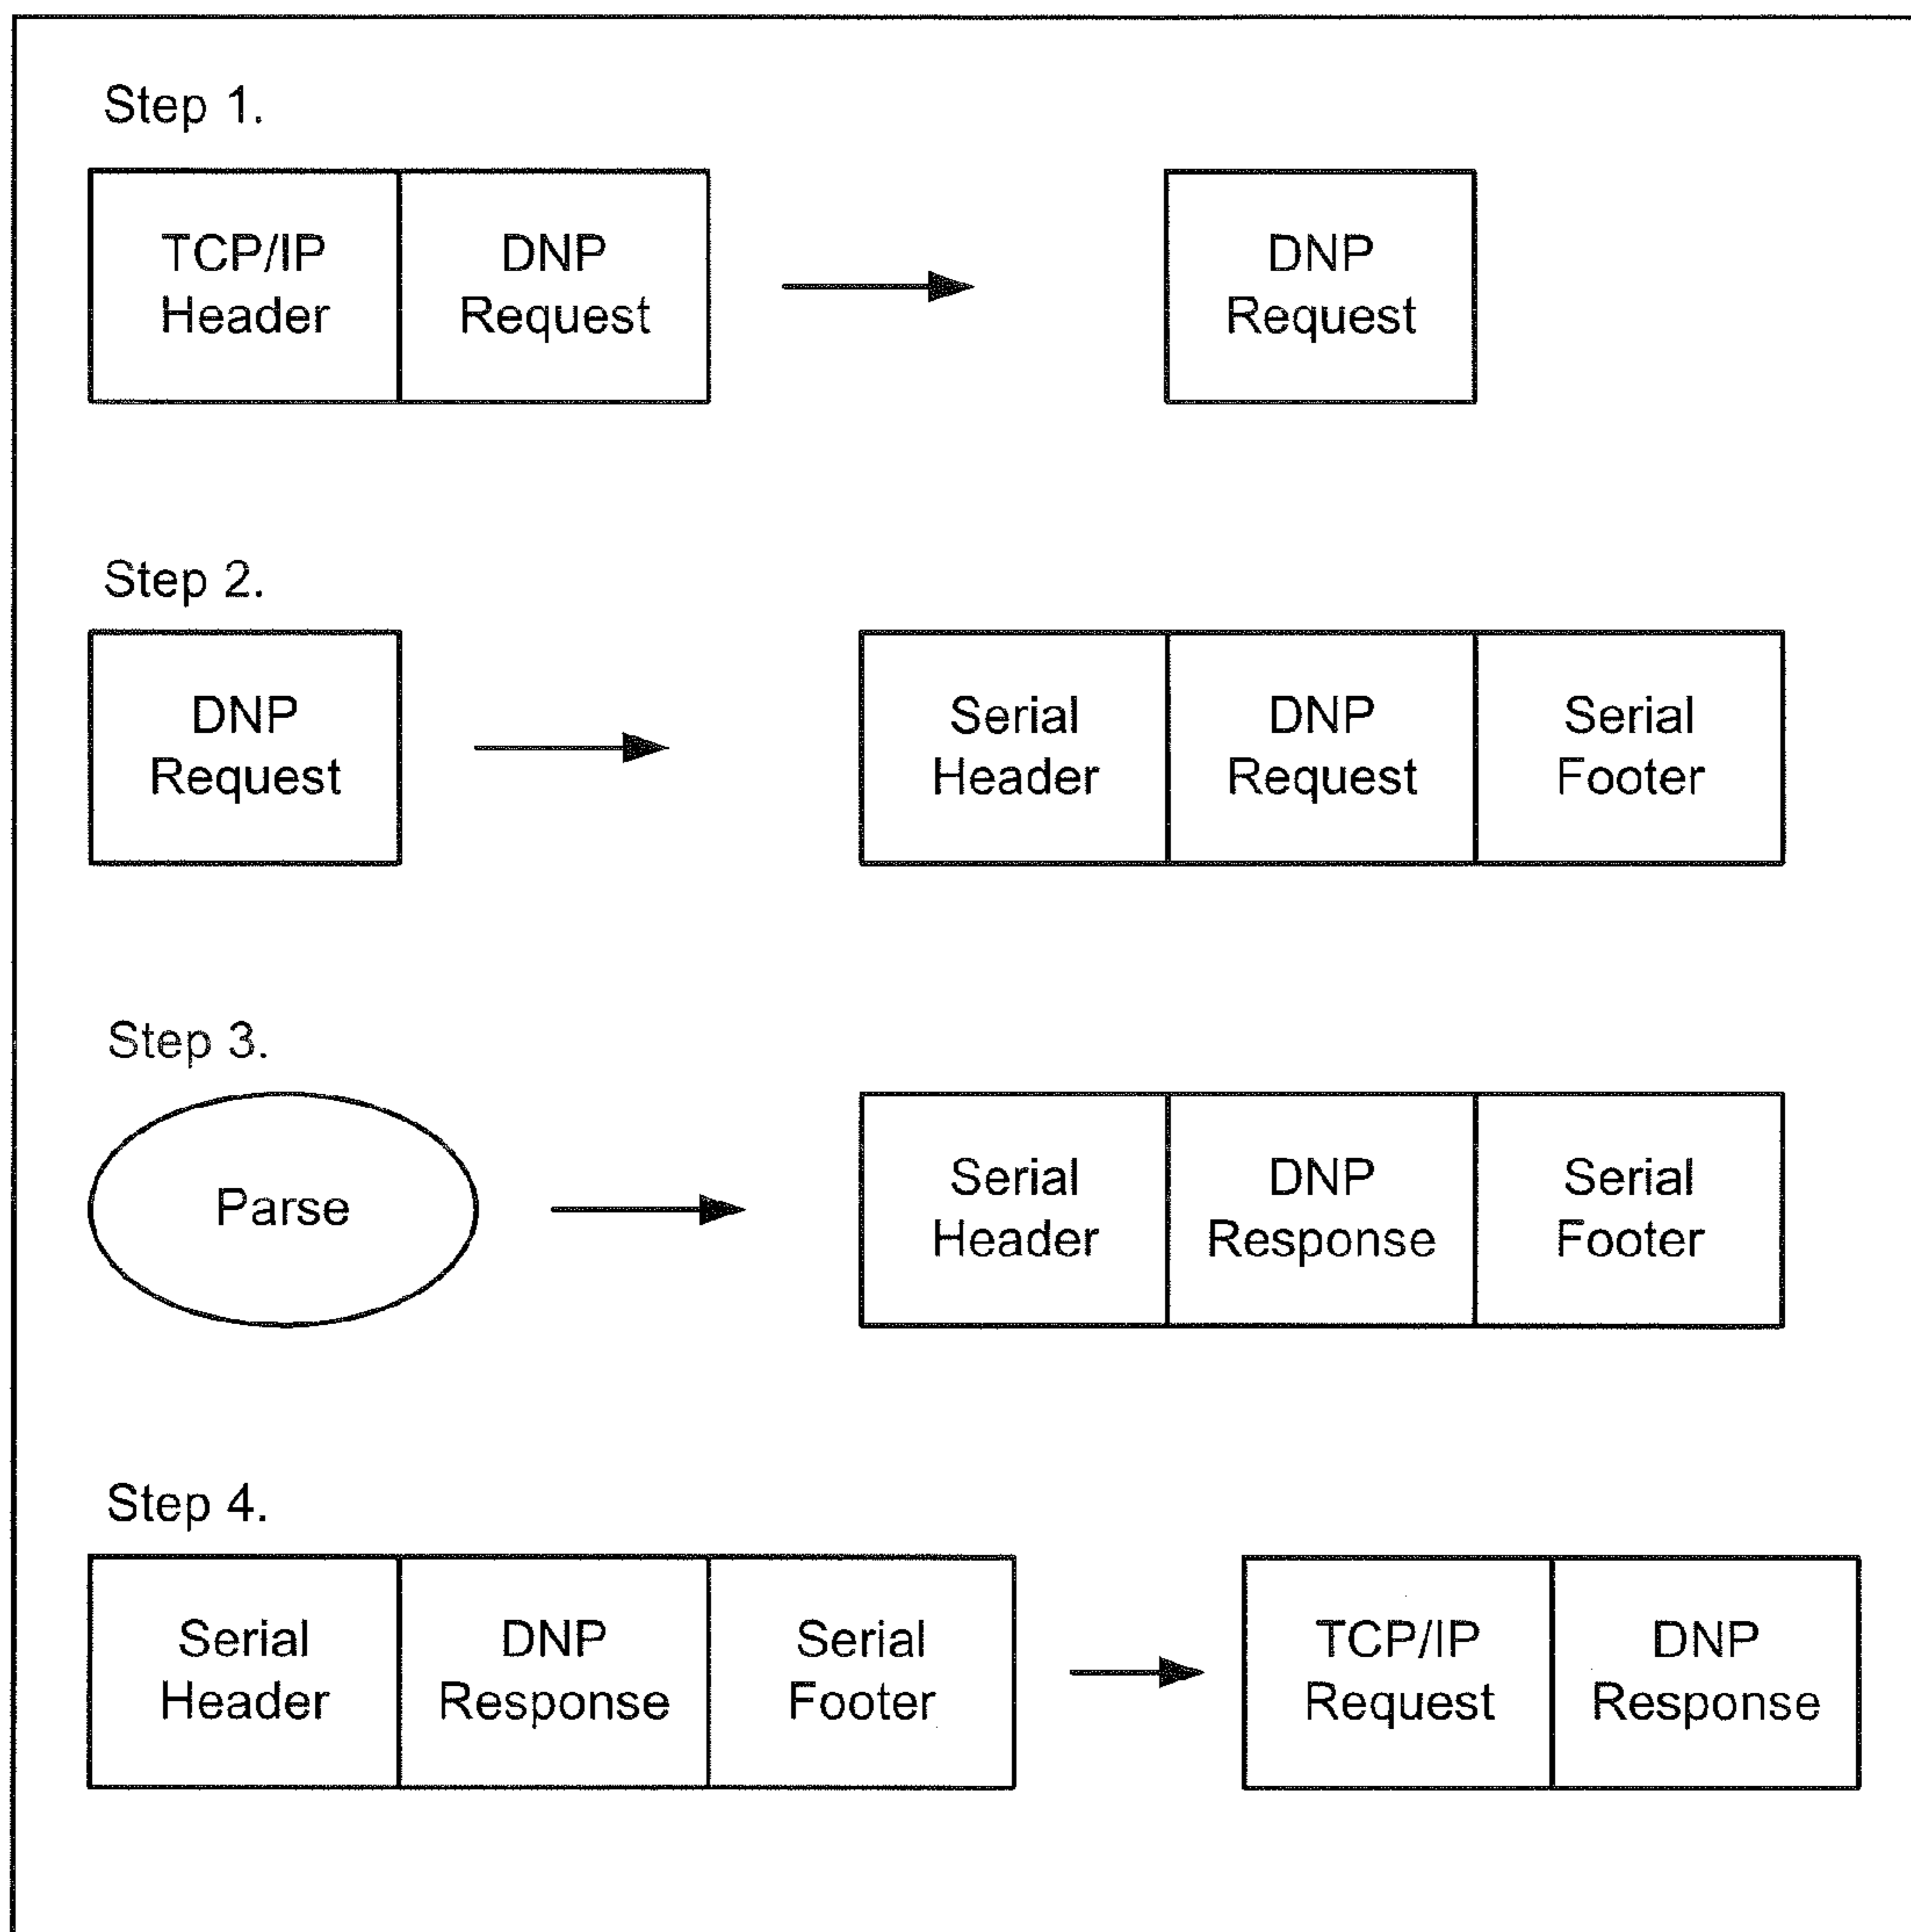 Step 1.
TCP/IP
Header
DNP
Request
DNP
Request
Step 2.
DNP
Request
Serial
Header
DNP
Request
Serial
Footer
Step 3.
Parse
Serial
Header
DNP
Response
Serial
Footer
Step 4.
Serial
Header
DNP
Response
Serial
Footer
TCP/IP
Request
DNP
Response